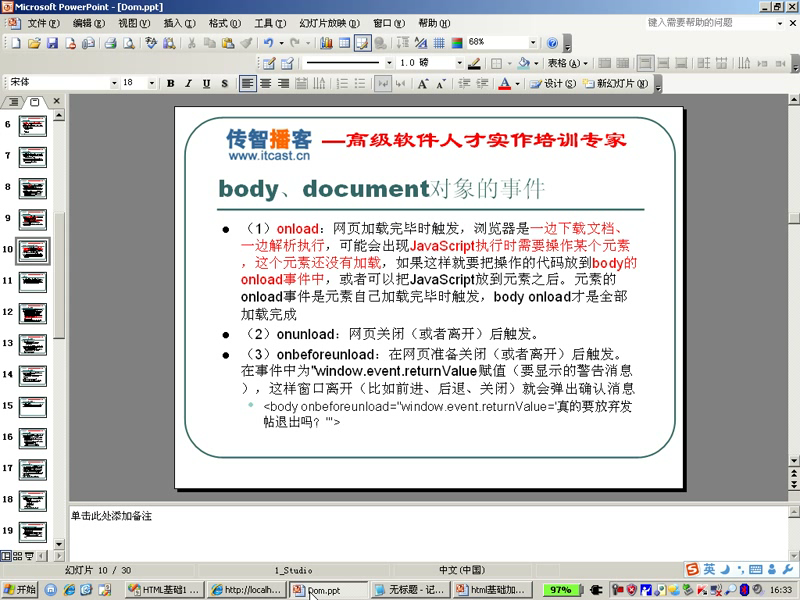 Microsoft PowerPoint - [Dom.ppt]
文件(F) 编辑(E) 视图(V) 插入(I) 格式(O) 工具(T) 幻灯片放映(D) 窗口(W) 帮助(H) 键入需要帮助的问题
68%
1.0 磅 表格(A)
宋体 18 B I U S A A A 设计(S) 新幻灯片(N)
6
7
8
9
10
11
12
13
14
15
16
17
18
19
传智播客 —高级软件人才实作培训专家
www.itcast.cn
body、document对象的事件
(1)onload:网页加载完毕时触发,浏览器是一边下载文档、
一边解析执行,可能会出现JavaScript执行时需要操作某个元素
,这个元素还没有加载,如果这样就要把操作的代码放到body的
onload事件中,或者可以把JavaScript放到元素之后。元素的
onload事件是元素自己加载完毕时触发,body onload才是全部
加载完成
(2)onunload:网页关闭(或者离开)后触发。
(3)onbeforeunload:在网页准备关闭(或者离开)后触发。
在事件中为"window.event.returnValue赋值(要显示的警告消息
),这样窗口离开(比如前进、后退、关闭)就会弹出确认消息
<body onbeforeunload="window.event.returnValue='真的要放弃发
帖退出吗?'">
单击此处添加备注
幻灯片 10 / 30 1_Studio 中文(中国)
英
开始 HTML基础1 ... http://localh... Dom.ppt 无标题 - 记... html基础加... 97% 16:33